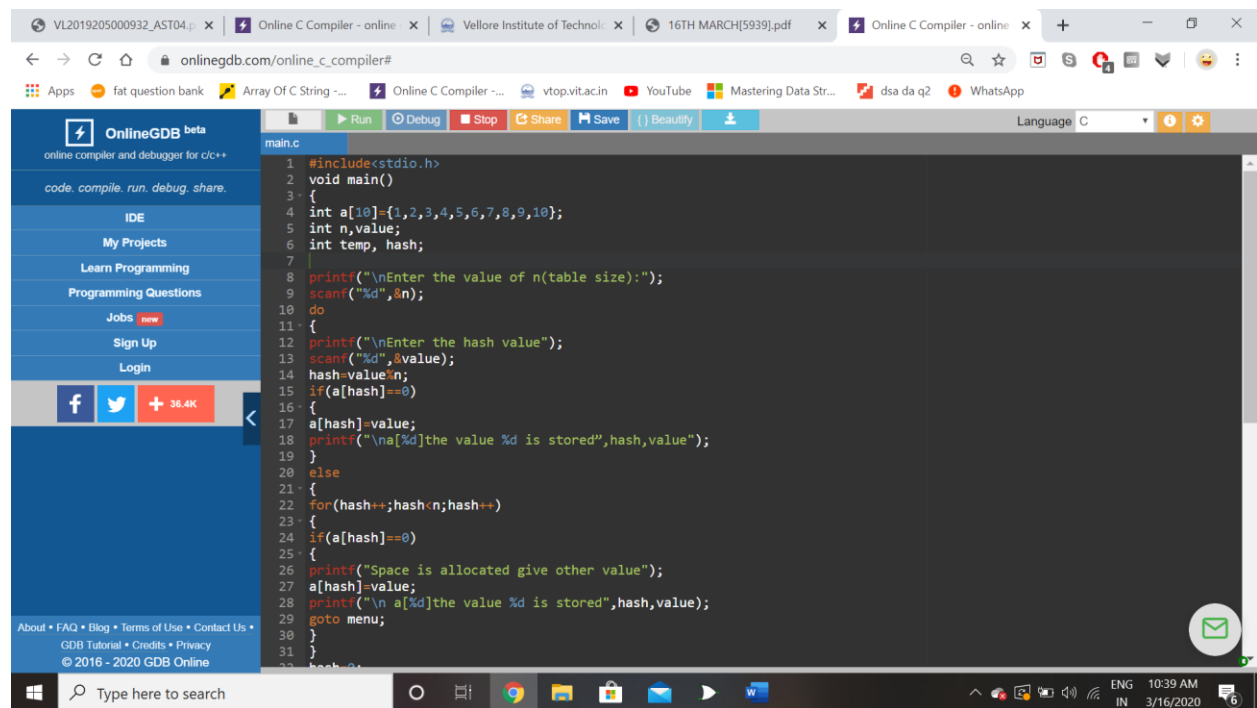 VL2019205000932_AST04.p
Online C Compiler - online
Vellore Institute of Technolo
16TH MARCH[5939].pdf
Online C Compiler - online
onlinegdb.com/online_c_compiler#
4
Apps
fat question bank
Array Of C String -...
Online C Compiler -...
vtop.vit.ac.in
YouTube
Mastering Data Str...
dsa da q2
WhatsApp
OnlineGDB beta
online compiler and debugger for c/c++
code. compile. run. debug. share.
IDE
My Projects
Learn Programming
Programming Questions
Jobs new
Sign Up
Login
f
+ 36.4K
About • FAQ • Blog • Terms of Use • Contact Us •
GDB Tutorial • Credits • Privacy
© 2016 - 2020 GDB Online
Run Debug Stop Share Save {} Beautify
Language C
main.c
1 #include<stdio.h>
2 void main()
3 {
4 int a[10]={1,2,3,4,5,6,7,8,9,10};
5 int n,value;
6 int temp, hash;
7
8 printf("\nEnter the value of n(table size):");
9 scanf("%d",&n);
10 do
11 {
12 printf("\nEnter the hash value");
13 scanf("%d",&value);
14 hash=value%n;
15 if(a[hash]==0)
16 {
17 a[hash]=value;
18 printf("\na[%d]the value %d is stored”,hash,value");
19 }
20 else
21 {
22 for(hash++;hash<n;hash++)
23 {
24 if(a[hash]==0)
25 {
26 printf("Space is allocated give other value");
27 a[hash]=value;
28 printf("\n a[%d]the value %d is stored",hash,value);
29 goto menu;
30 }
31 }
Type here to search
W
ENG
IN
10:39 AM
3/16/2020
6